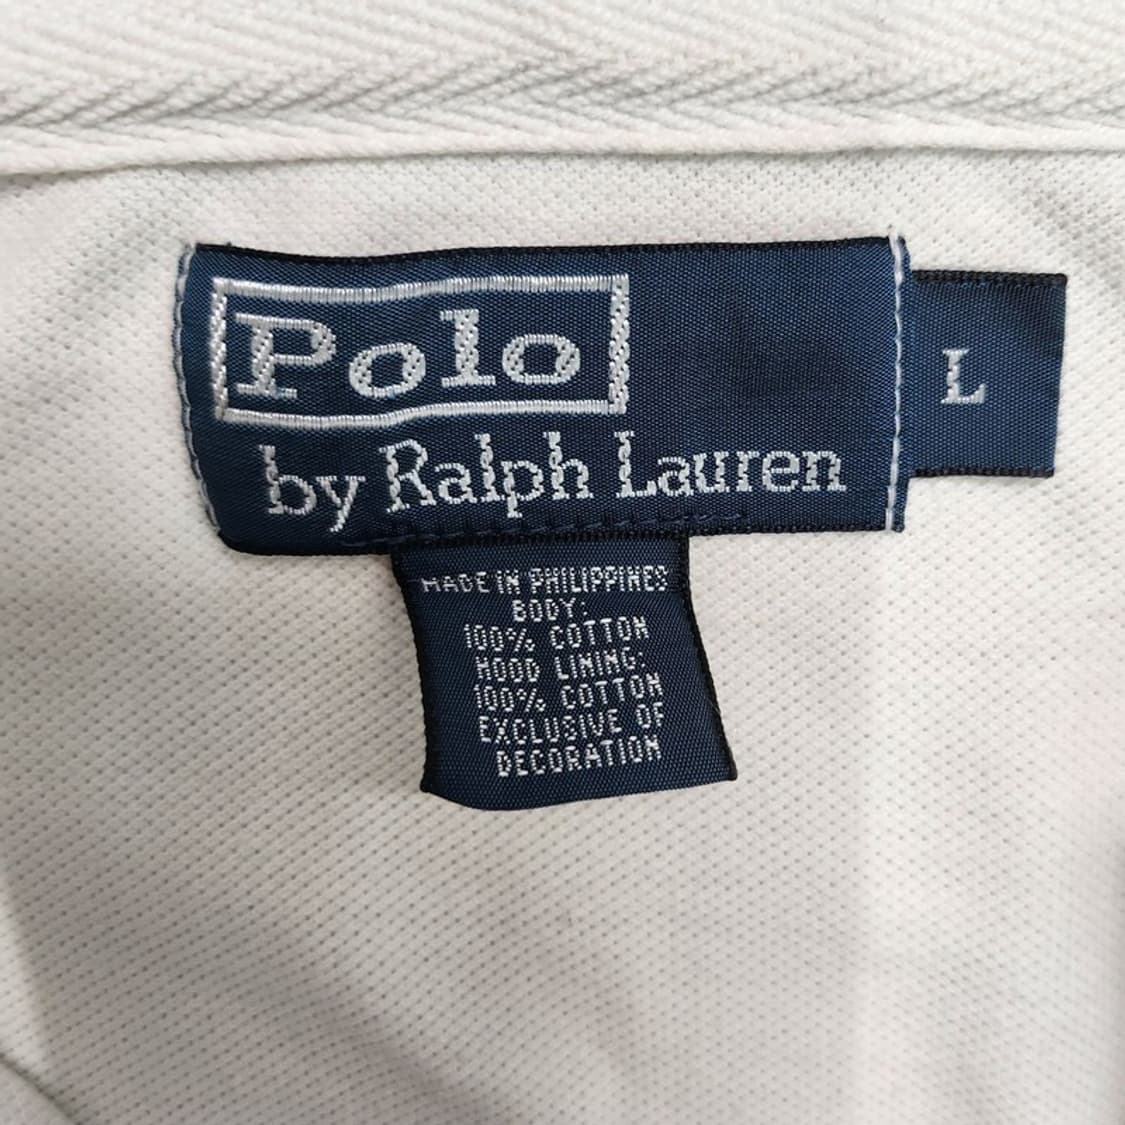 Polo
by Ralph Lauren
L
MADE IN PHILIPPINES
BODY:
100% COTTON
HOOD LINING:
100% COTTON
EXCLUSIVE OF
DECORATION